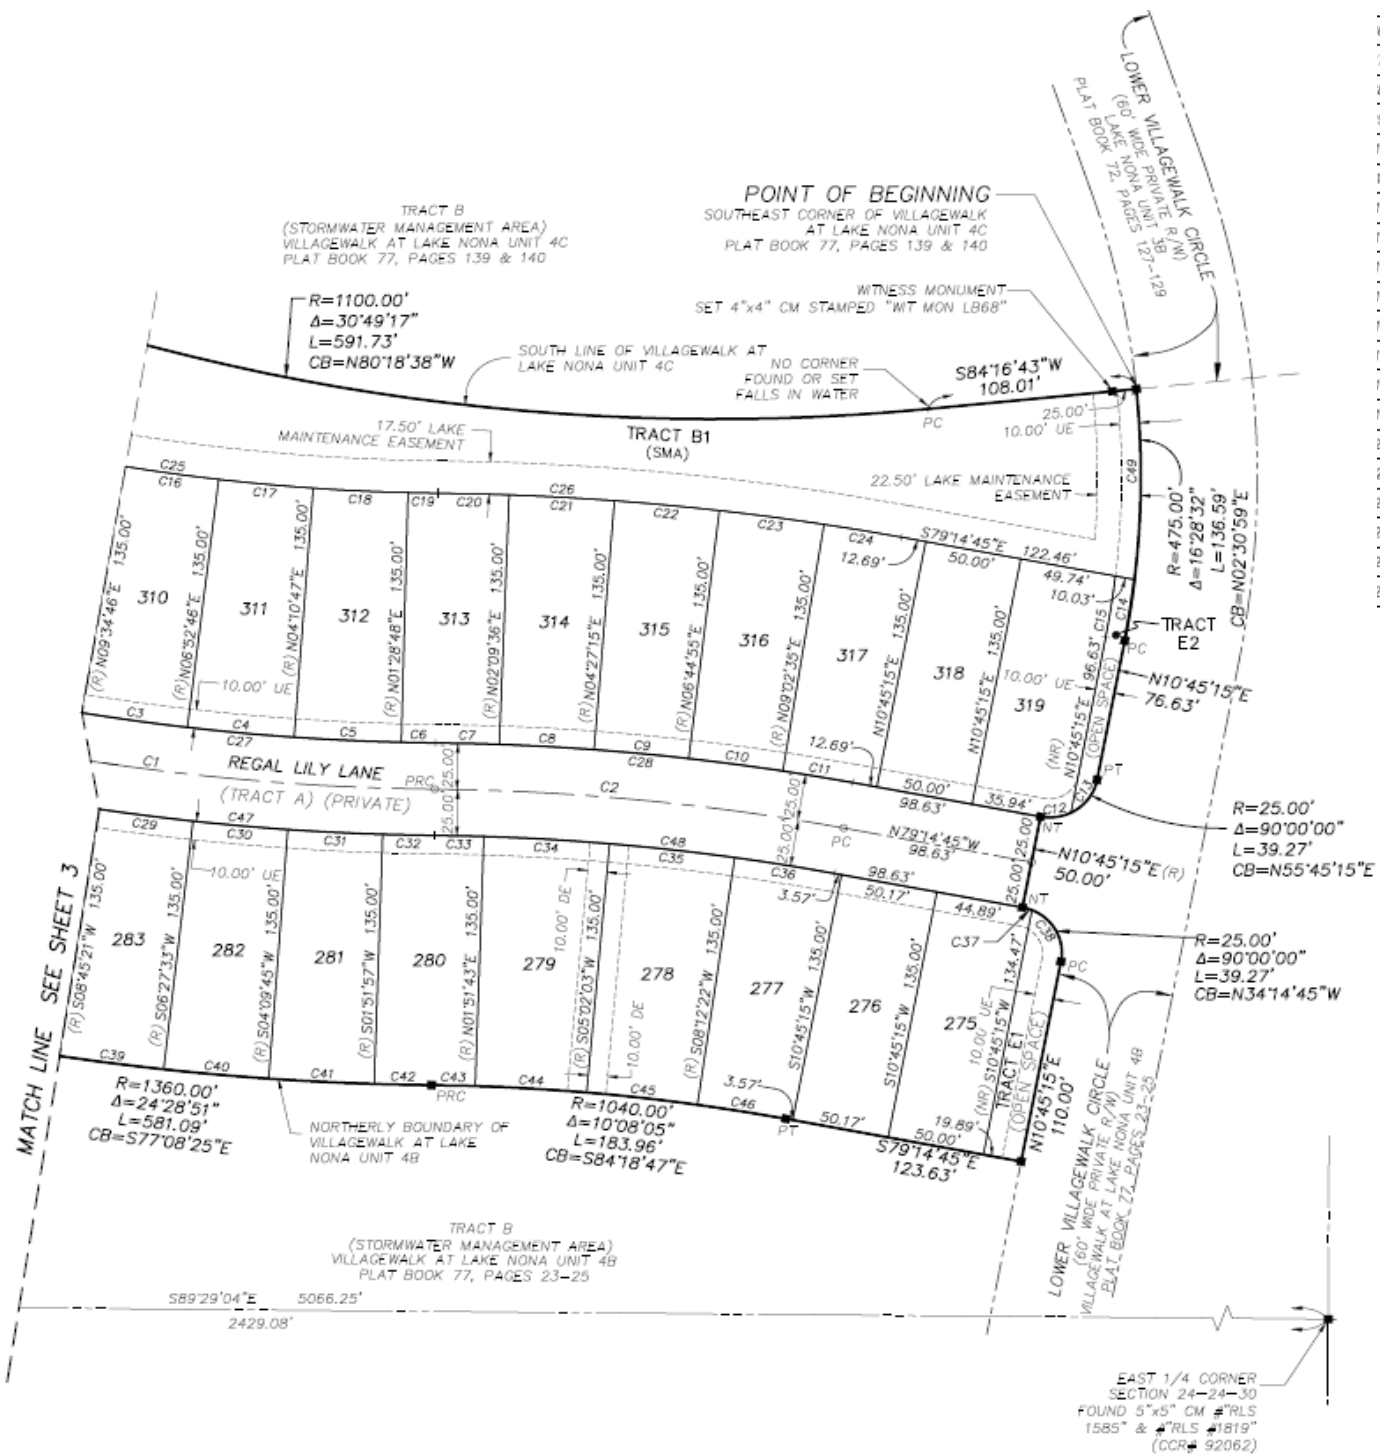 LOWER VILLAGEWALK CIRCLE
(60' WIDE PRIVATE R/W)
LAKE NONA UNIT 3B
PLAT BOOK 72, PAGES 127-129
POINT OF BEGINNING
SOUTHEAST CORNER OF VILLAGEWALK
AT LAKE NONA UNIT 4C
PLAT BOOK 77, PAGES 139 & 140
TRACT B
(STORMWATER MANAGEMENT AREA)
VILLAGEWALK AT LAKE NONA UNIT 4C
PLAT BOOK 77, PAGES 139 & 140
WITNESS MONUMENT
SET 4"x4" CM STAMPED "WIT MON LB68"
R=1100.00'
Δ=30°49'17"
L=591.73'
CB=N80°18'38"W
SOUTH LINE OF VILLAGEWALK AT
LAKE NONA UNIT 4C
NO CORNER
FOUND OR SET
FALLS IN WATER
S84°16'43"W
108.01'
PC
25.00'
10.00' UE
17.50' LAKE
MAINTENANCE EASEMENT
TRACT B1
(SMA)
22.50' LAKE MAINTENANCE
EASEMENT
C49
R=475.00'
Δ=16°28'32"
L=136.59'
CB=N02°30'59"E
C25
C16
C17
C18
C19
C20
C26
C21
C22
C23
C24
S79°14'45"E
122.46'
12.69'
50.00'
49.74'
10.03'
C15
C14
TRACT
E2
PC
310
311
312
313
314
315
316
317
318
319
(R) N09°34'46"E 135.00'
(R) N06°52'46"E 135.00'
(R) N04°10'47"E 135.00'
(R) N01°28'48"E 135.00'
(R) N02°09'36"E 135.00'
(R) N04°27'15"E 135.00'
(R) N06°44'55"E 135.00'
(R) N09°02'35"E 135.00'
N10°45'15"E 135.00'
N10°45'15"E 135.00'
(NR) N10°45'15"E 96.63'
10.00' UE
(OPEN SPACE)
N10°45'15"E
76.63'
PT
10.00' UE
C3
C4
C27
C5
C6
C7
C8
C9
C28
C10
C11
12.69'
50.00'
98.63'
35.94'
C12
C13
NT
R=25.00'
Δ=90°00'00"
L=39.27'
CB=N55°45'15"E
C1
REGAL LILY LANE
(TRACT A) (PRIVATE)
PRC
25.00'
25.00'
C2
25.00'
25.00'
PC
N79°14'45"W
98.63'
25.00'
25.00'
N10°45'15"E (R)
50.00'
NT
C29
C47
C30
C31
C32
C33
C34
C48
C35
C36
98.63'
3.57'
50.17'
44.89'
C37
C38
PC
R=25.00'
Δ=90°00'00"
L=39.27'
CB=N34°14'45"W
10.00' UE
10.00' DE
10.00' DE
283
282
281
280
279
278
277
276
275
(R) S08°45'21"W 135.00'
(R) S06°27'33"W 135.00'
(R) S04°09'45"W 135.00'
(R) S01°51'57"W 135.00'
(R) N01°51'43"E 135.00'
(R) S05°02'03"W 135.00'
(R) S08°12'22"W 135.00'
S10°45'15"W 135.00'
S10°45'15"W 135.00'
(NR) S10°45'15"W 134.47'
10.00' UE
TRACT E1
(OPEN SPACE)
N10°45'15"E
110.00'
MATCH LINE SEE SHEET 3
C39
C40
C41
C42
C43
C44
C45
C46
PRC
3.57'
PT
50.17'
19.89'
50.00'
S79°14'45"E
123.63'
R=1360.00'
Δ=24°28'51"
L=581.09'
CB=S77°08'25"E
NORTHERLY BOUNDARY OF
VILLAGEWALK AT LAKE
NONA UNIT 4B
R=1040.00'
Δ=10°08'05"
L=183.96'
CB=S84°18'47"E
LOWER VILLAGEWALK CIRCLE
(60' WIDE PRIVATE R/W)
VILLAGEWALK AT LAKE NONA UNIT 4B
PLAT BOOK 77, PAGES 23-25
TRACT B
(STORMWATER MANAGEMENT AREA)
VILLAGEWALK AT LAKE NONA UNIT 4B
PLAT BOOK 77, PAGES 23-25
S89°29'04"E 5066.25'
2429.08'
EAST 1/4 CORNER
SECTION 24-24-30
FOUND 5"x5" CM #"RLS
1585" & #"RLS #1819"
(CCR# 92062)